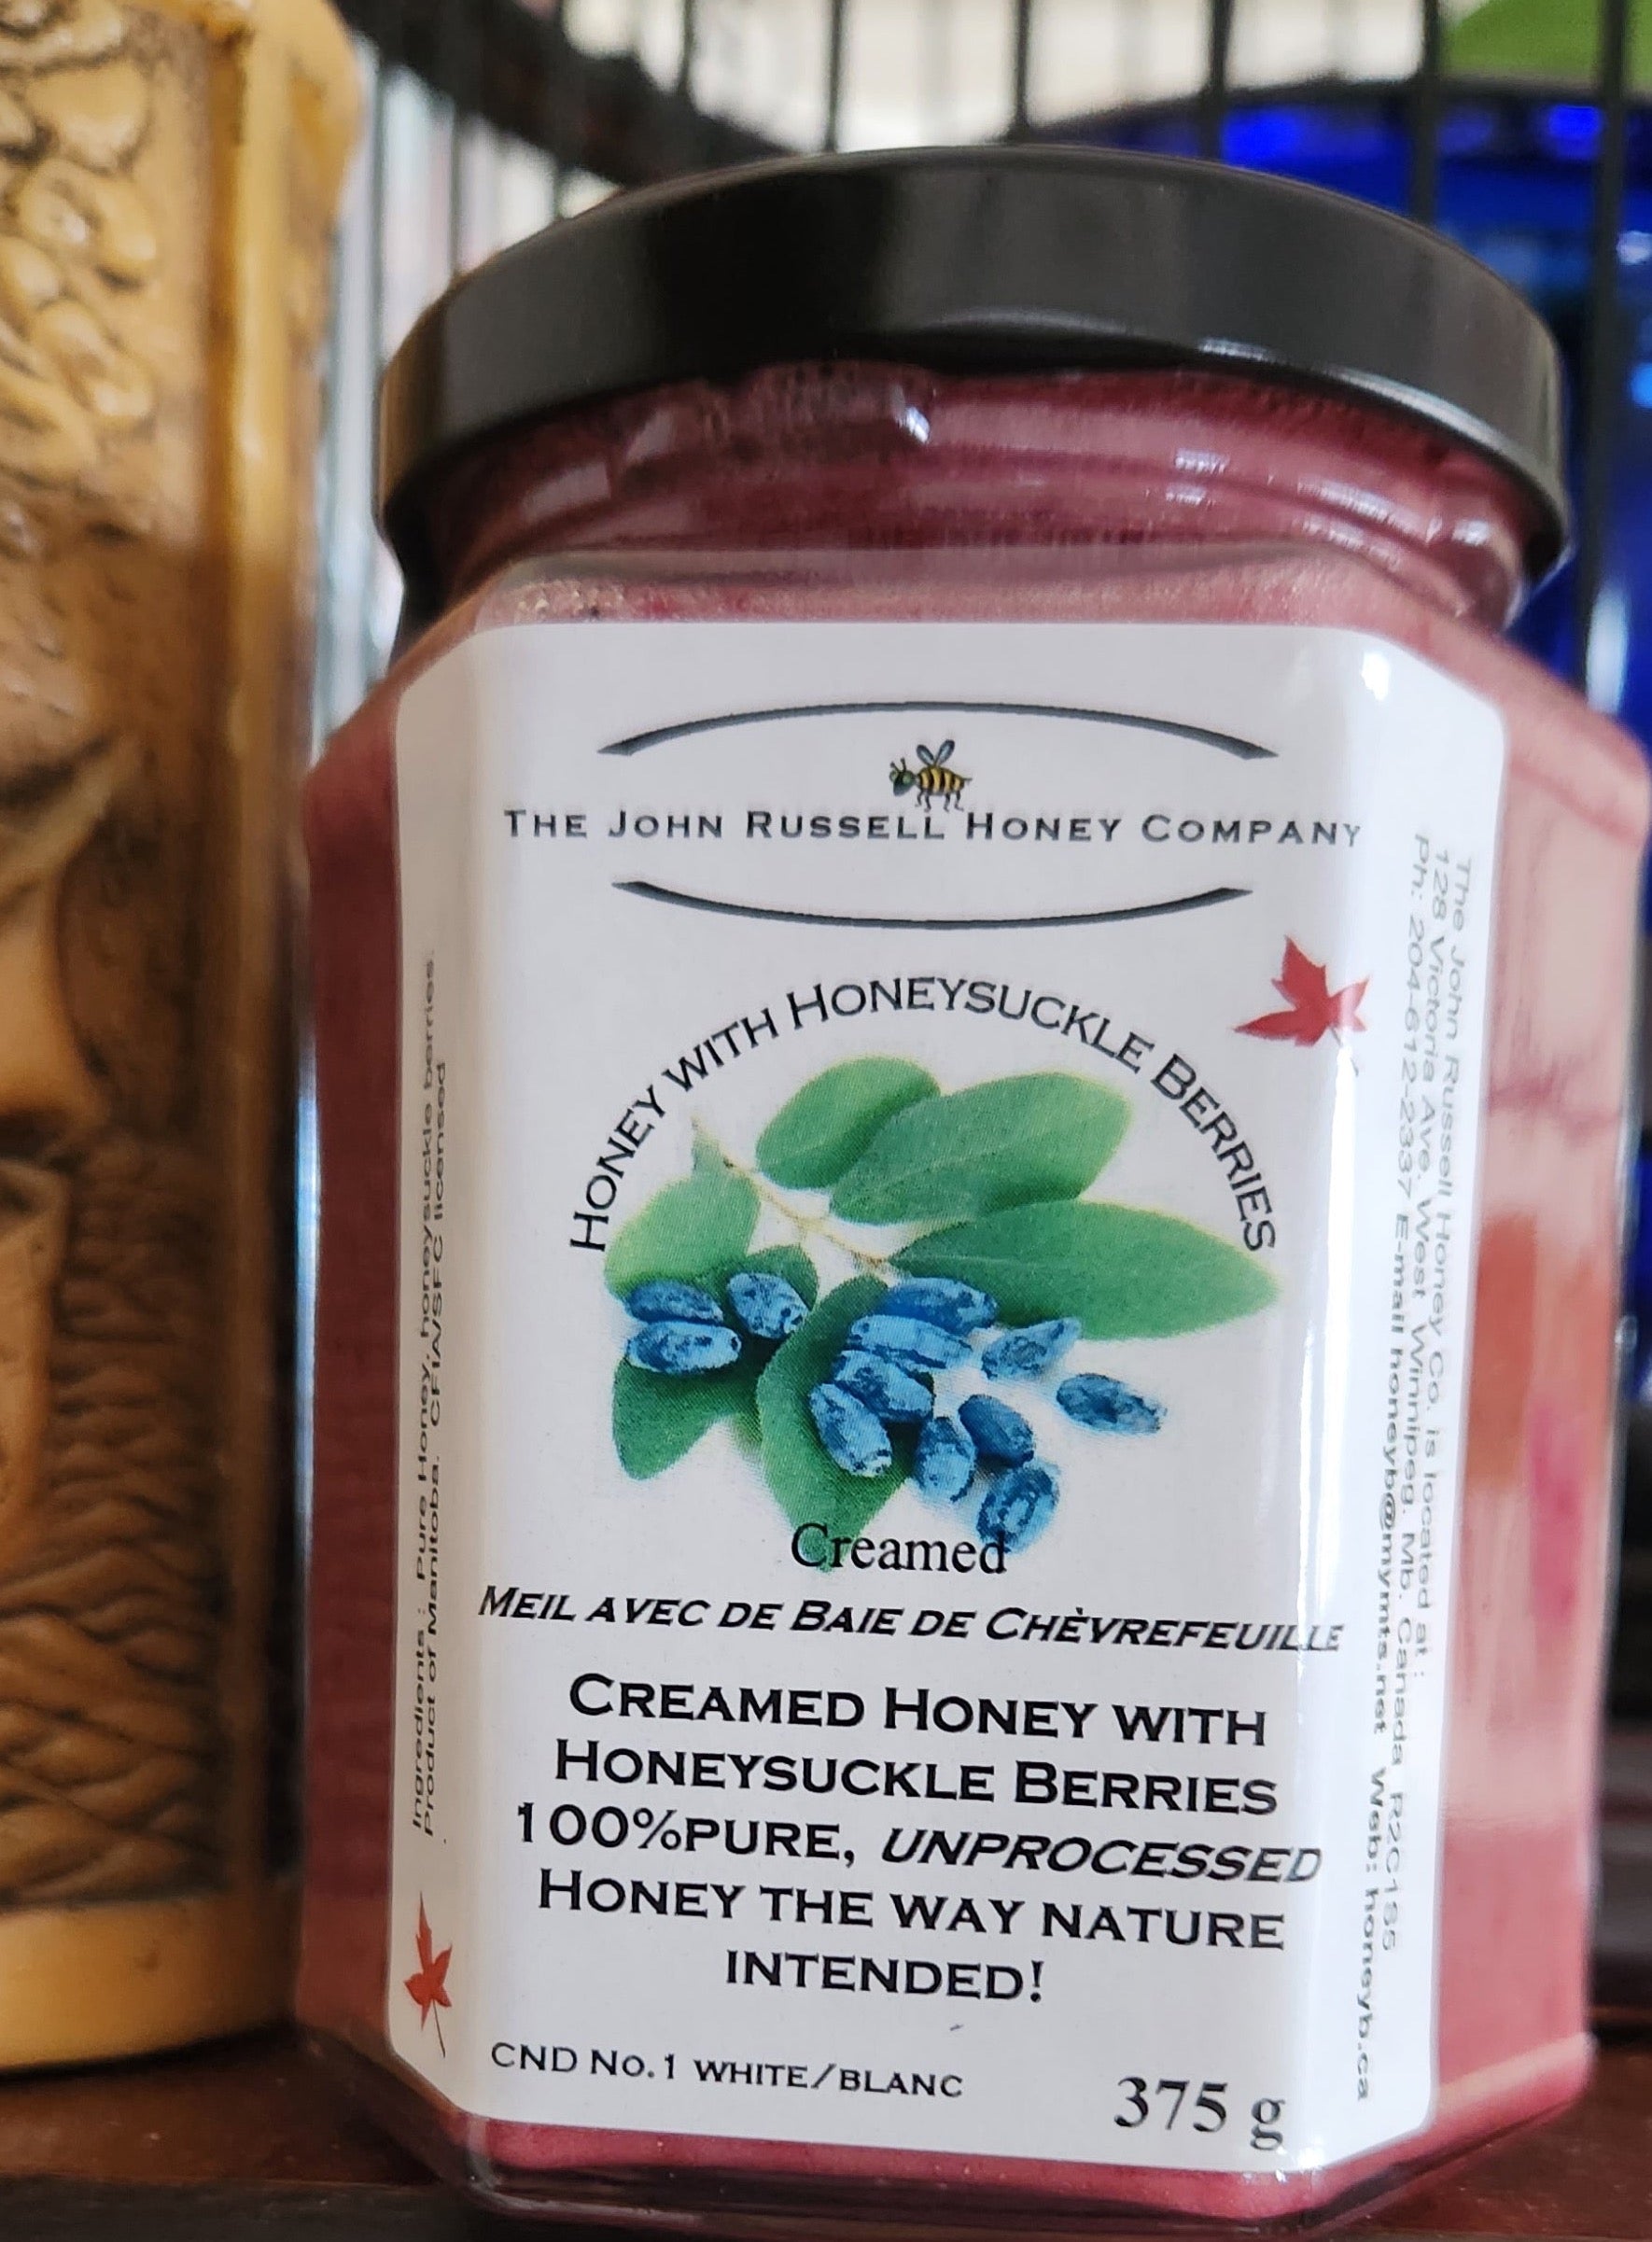 THE JOHN RUSSELL HONEY COMPANY
HONEY WITH HONEYSUCKLE BERRIES
Creamed
MEIL AVEC DE BAIE DE CHÈVREFEUILLE
CREAMED HONEY WITH
HONEYSUCKLE BERRIES
100%PURE, UNPROCESSED
HONEY THE WAY NATURE
INTENDED!
CND No.1 WHITE/BLANC
375 g
Ingredients : Pure Honey, honeysuckle berries.
Product of Manitoba. CFIA/SFC licensed
The John Russell Honey Co. is located at :
128 Victoria Ave. West Winnipeg. Mb. Canada R2C1S5
Ph: 204-612-2337 E-mail honeyb@mymts.net Web: honeyb.ca